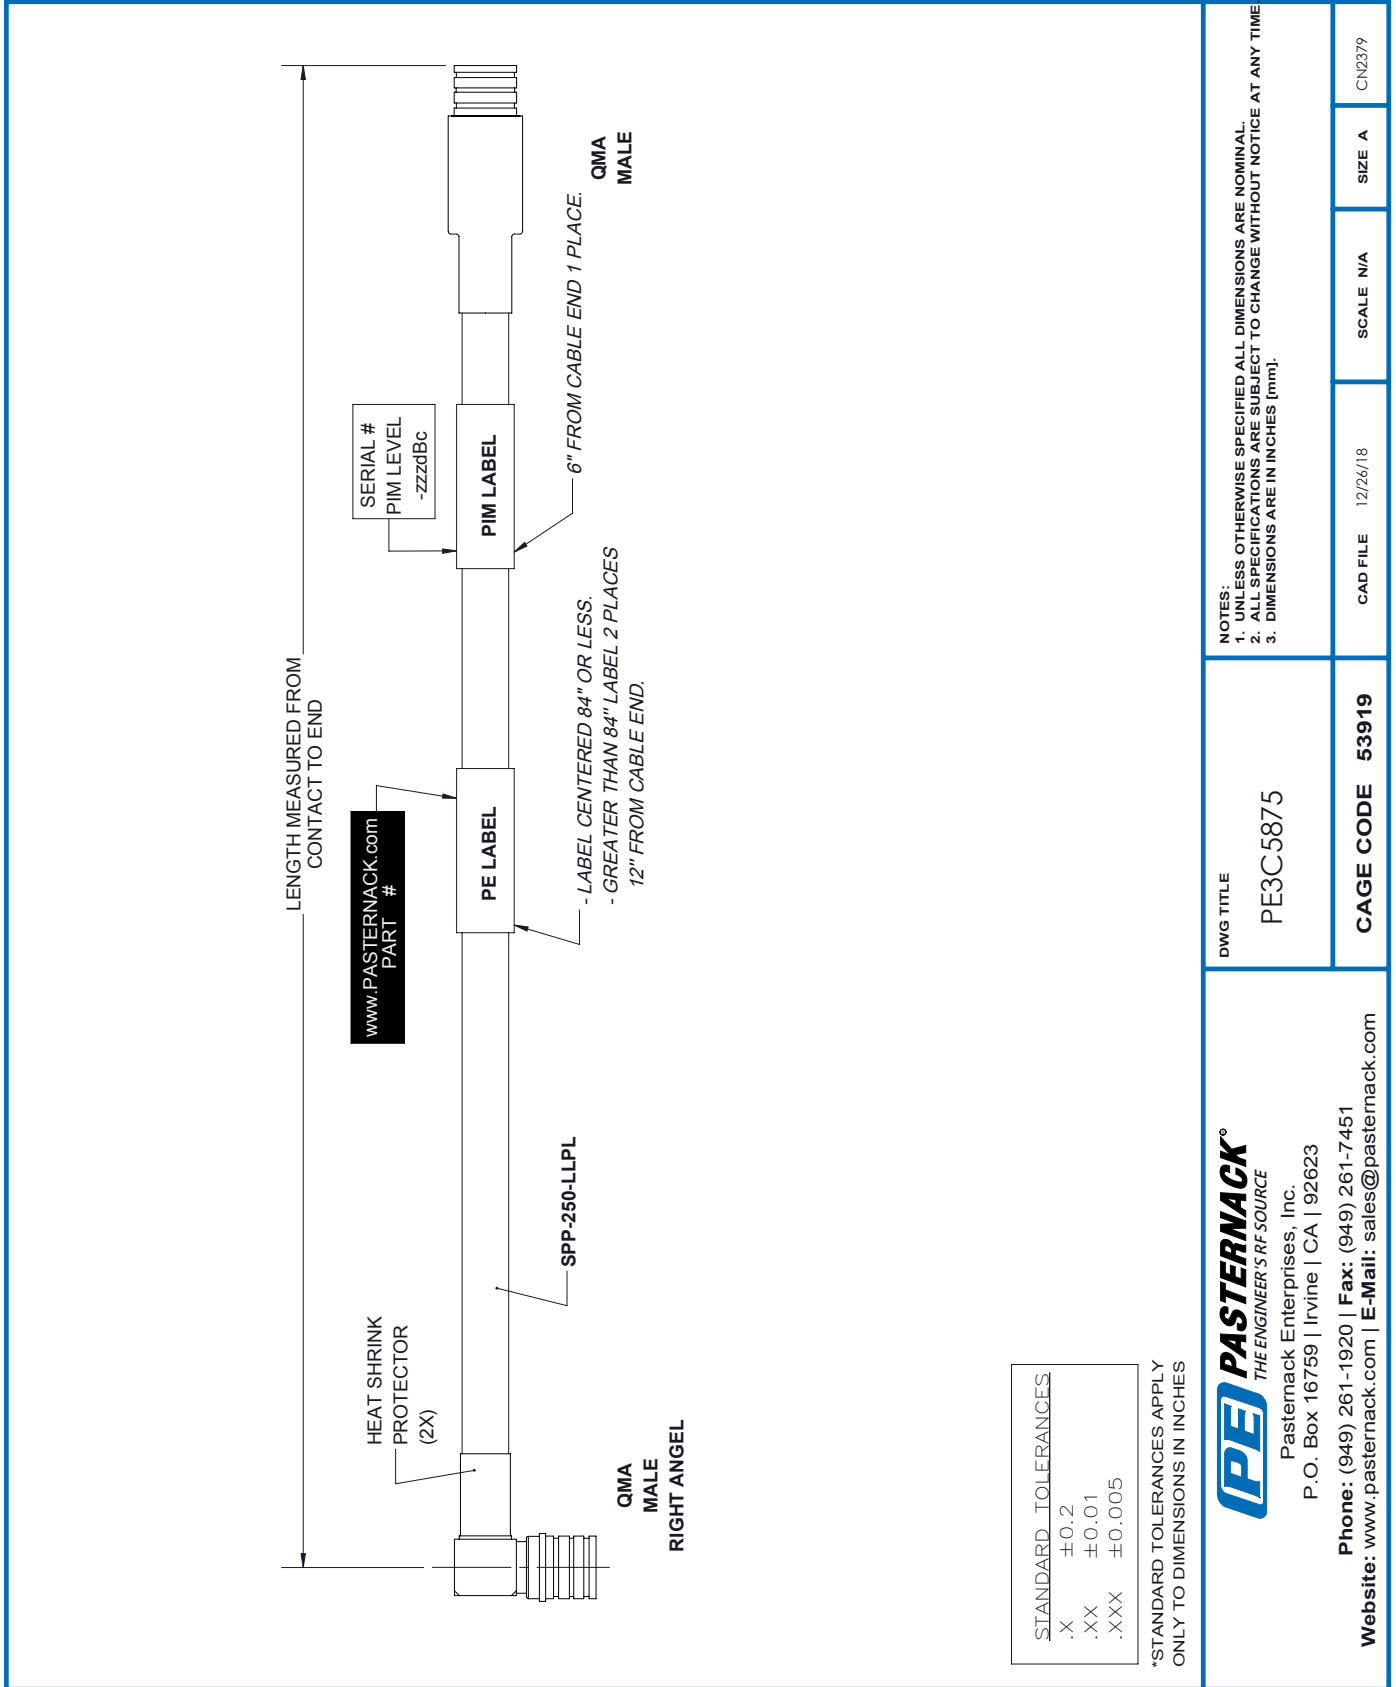 LENGTH MEASURED FROM
CONTACT TO END
www.PASTERNACK.com
PART #
SERIAL #
PIM LEVEL
-zzzdBc
HEAT SHRINK
PROTECTOR
(2X)
PE LABEL
PIM LABEL
SPP-250-LLPL
- LABEL CENTERED 84" OR LESS.
- GREATER THAN 84" LABEL 2 PLACES
12" FROM CABLE END.
6" FROM CABLE END 1 PLACE.
QMA
MALE
QMA
MALE
RIGHT ANGEL
STANDARD TOLERANCES
.X ±0.2
.XX ±0.01
.XXX ±0.005
*STANDARD TOLERANCES APPLY
ONLY TO DIMENSIONS IN INCHES
PE PASTERNACK®
THE ENGINEER'S RF SOURCE
Pasternack Enterprises, Inc.
P.O. Box 16759 | Irvine | CA | 92623
Phone: (949) 261-1920 | Fax: (949) 261-7451
Website: www.pasternack.com | E-Mail: sales@pasternack.com
DWG TITLE
PE3C5875
CAGE CODE 53919
NOTES:
1. UNLESS OTHERWISE SPECIFIED ALL DIMENSIONS ARE NOMINAL.
2. ALL SPECIFICATIONS ARE SUBJECT TO CHANGE WITHOUT NOTICE AT ANY TIME.
3. DIMENSIONS ARE IN INCHES [mm].
CAD FILE 12/26/18
SCALE N/A
SIZE A
CN2379